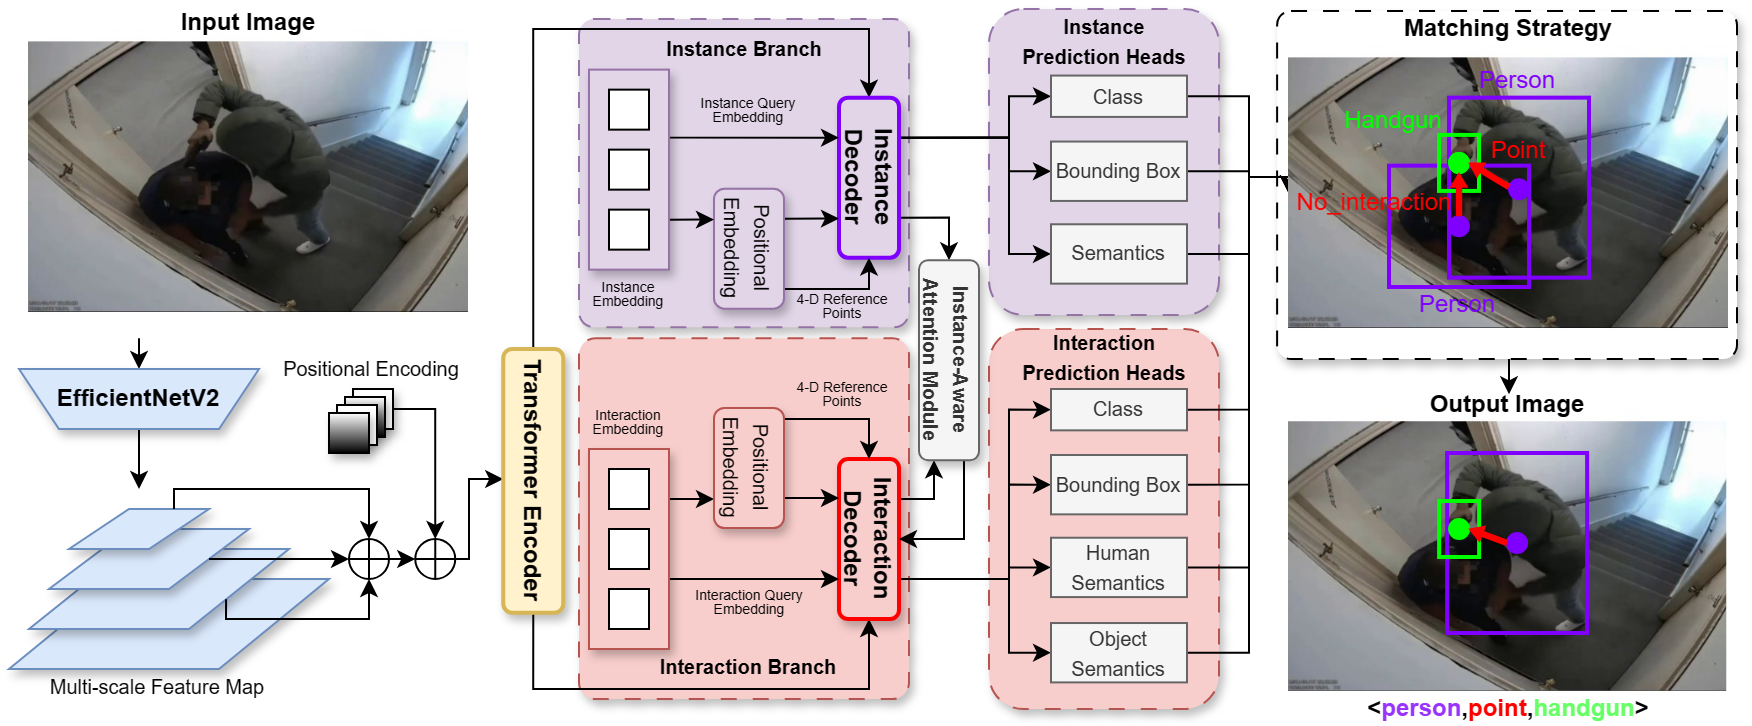 Input Image
EfficientNetV2
Positional Encoding
Multi-scale Feature Map
Transformer Encoder
Instance Branch
Instance Query
Embedding
Instance
Embedding
Positional
Embedding
4-D Reference
Points
Instance
Decoder
Instance-Aware
Attention Module
Interaction
Embedding
Positional
Embedding
4-D Reference
Points
Interaction
Decoder
Interaction Query
Embedding
Interaction Branch
Instance
Prediction Heads
Class
Bounding Box
Semantics
Interaction
Prediction Heads
Class
Bounding Box
Human
Semantics
Object
Semantics
Matching Strategy
Person
Handgun
Point
No_interaction
Person
Output Image
<person,point,handgun>